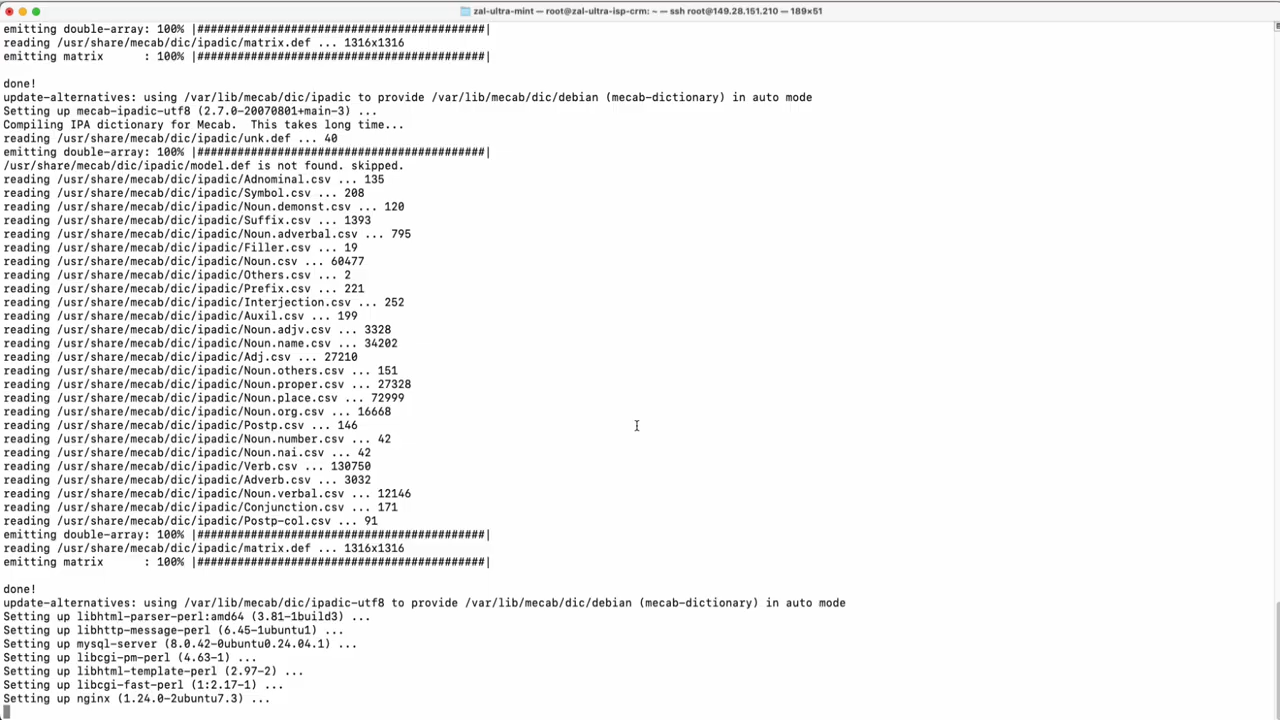 zal-ultra-mint — root@zal-ultra-isp-crm: ~ — ssh root@149.28.151.210 — 189×51
emitting double-array: 100% |###########################################|
reading /usr/share/mecab/dic/ipadic/matrix.def ... 1316x1316
emitting matrix      : 100% |###########################################|
done!
update-alternatives: using /var/lib/mecab/dic/ipadic to provide /var/lib/mecab/dic/debian (mecab-dictionary) in auto mode
Setting up mecab-ipadic-utf8 (2.7.0-20070801+main-3) ...
Compiling IPA dictionary for Mecab.  This takes long time...
reading /usr/share/mecab/dic/ipadic/unk.def ... 40
emitting double-array: 100% |###########################################|
/usr/share/mecab/dic/ipadic/model.def is not found. skipped.
reading /usr/share/mecab/dic/ipadic/Adnominal.csv ... 135
reading /usr/share/mecab/dic/ipadic/Symbol.csv ... 208
reading /usr/share/mecab/dic/ipadic/Noun.demonst.csv ... 120
reading /usr/share/mecab/dic/ipadic/Suffix.csv ... 1393
reading /usr/share/mecab/dic/ipadic/Noun.adverbal.csv ... 795
reading /usr/share/mecab/dic/ipadic/Filler.csv ... 19
reading /usr/share/mecab/dic/ipadic/Noun.csv ... 60477
reading /usr/share/mecab/dic/ipadic/Others.csv ... 2
reading /usr/share/mecab/dic/ipadic/Prefix.csv ... 221
reading /usr/share/mecab/dic/ipadic/Interjection.csv ... 252
reading /usr/share/mecab/dic/ipadic/Auxil.csv ... 199
reading /usr/share/mecab/dic/ipadic/Noun.adjv.csv ... 3328
reading /usr/share/mecab/dic/ipadic/Noun.name.csv ... 34202
reading /usr/share/mecab/dic/ipadic/Adj.csv ... 27210
reading /usr/share/mecab/dic/ipadic/Noun.others.csv ... 151
reading /usr/share/mecab/dic/ipadic/Noun.proper.csv ... 27328
reading /usr/share/mecab/dic/ipadic/Noun.place.csv ... 72999
reading /usr/share/mecab/dic/ipadic/Noun.org.csv ... 16668
reading /usr/share/mecab/dic/ipadic/Postp.csv ... 146
reading /usr/share/mecab/dic/ipadic/Noun.number.csv ... 42
reading /usr/share/mecab/dic/ipadic/Noun.nai.csv ... 42
reading /usr/share/mecab/dic/ipadic/Verb.csv ... 130750
reading /usr/share/mecab/dic/ipadic/Adverb.csv ... 3032
reading /usr/share/mecab/dic/ipadic/Noun.verbal.csv ... 12146
reading /usr/share/mecab/dic/ipadic/Conjunction.csv ... 171
reading /usr/share/mecab/dic/ipadic/Postp-col.csv ... 91
emitting double-array: 100% |###########################################|
reading /usr/share/mecab/dic/ipadic/matrix.def ... 1316x1316
emitting matrix      : 100% |###########################################|
done!
update-alternatives: using /var/lib/mecab/dic/ipadic-utf8 to provide /var/lib/mecab/dic/debian (mecab-dictionary) in auto mode
Setting up libhtml-parser-perl:amd64 (3.81-1build3) ...
Setting up libhttp-message-perl (6.45-1ubuntu1) ...
Setting up mysql-server (8.0.42-0ubuntu0.24.04.1) ...
Setting up libcgi-pm-perl (4.63-1) ...
Setting up libhtml-template-perl (2.97-2) ...
Setting up libcgi-fast-perl (1:2.17-1) ...
Setting up nginx (1.24.0-2ubuntu7.3) ...